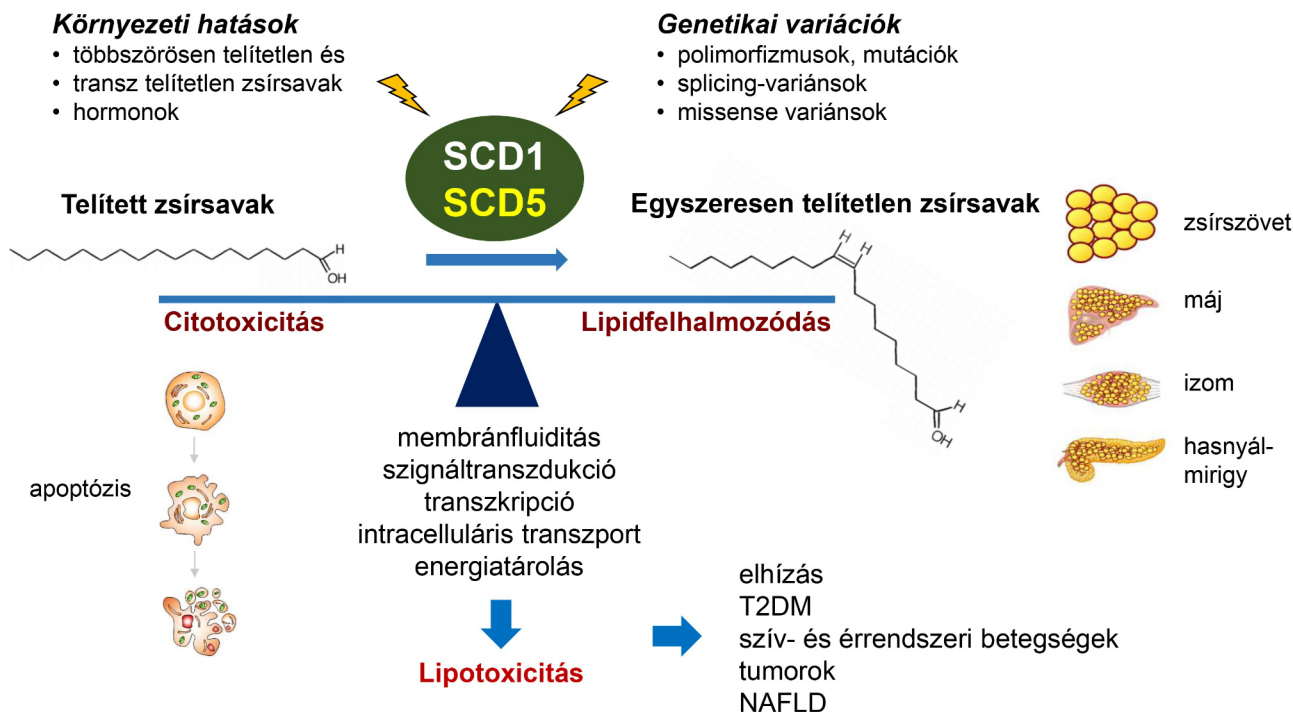 Környezeti hatások
• többszörösen telítetlen és
• transz telítetlen zsírsavak
• hormonok
Genetikai variációk
• polimorfizmusok, mutációk
• splicing-variánsok
• missense variánsok
SCD1
SCD5
Telített zsírsavak
Egyszeresen telítetlen zsírsavak
H
OH
H
H
H
OH
Citotoxicitás
Lipidfelhalmozódás
zsírszövet
máj
izom
hasnyál-
mirigy
apoptózis
membránfluiditás
szignáltranszdukció
transzkripció
intracelluláris transzport
energiatárolás
Lipotoxicitás
elhízás
T2DM
szív- és érrendszeri betegségek
tumorok
NAFLD